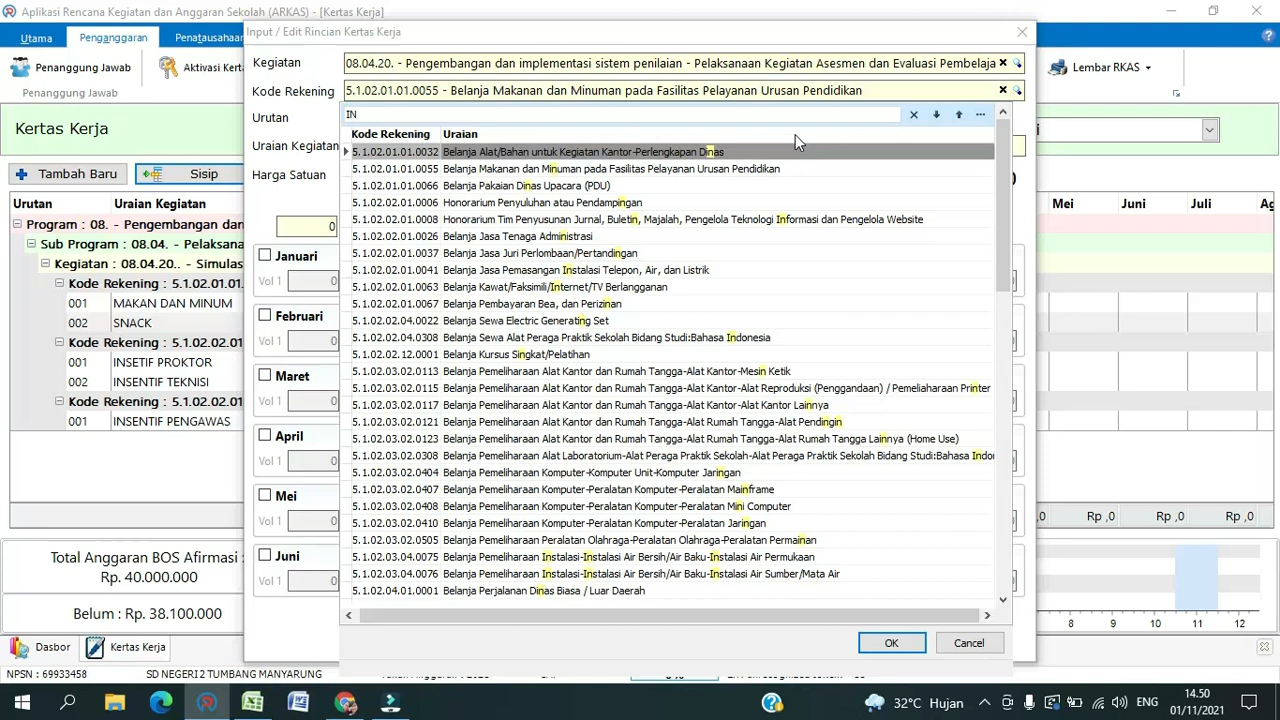 Aplikasi Rencana Kegiatan dan Anggaran Sekolah (ARKAS) - [Kertas Kerja]
Utama
Penganggaran
Penatausahaan
Penanggung Jawab
Aktivasi Kert
Lembar RKAS
Penanggung Jawab
Kertas Kerja
Tambah Baru
Sisip
Urutan
Uraian Kegiatan
Mei
Juni
Juli
Ag
Program : 08. - Pengembangan dan
Sub Program : 08.04. - Pelaksana
Kegiatan : 08.04.20.. - Simulas
Kode Rekening : 5.1.02.01.01.
001 MAKAN DAN MINUM
002 SNACK
Kode Rekening : 5.1.02.02.01
001 INSETIF PROKTOR
002 INSENTIF TEKNISI
Kode Rekening : 5.1.02.02.01
001 INSENTIF PENGAWAS
,0
Rp ,0
Rp ,0
Rp ,0
Total Anggaran BOS Afirmasi :
Rp. 40.000.000
Belum : Rp. 38.100.000
8 9 10 11 12
Input / Edit Rincian Kertas Kerja
Kegiatan
08.04.20. - Pengembangan dan implementasi sistem penilaian - Pelaksanaan Kegiatan Asesmen dan Evaluasi Pembelaja
Kode Rekening
5.1.02.01.01.0055 - Belanja Makanan dan Minuman pada Fasilitas Pelayanan Urusan Pendidikan
Urutan
Uraian Kegiatan
Harga Satuan
0
Januari
Vol 1 0
Februari
Vol 1 0
Maret
Vol 1 0
April
Vol 1 0
Mei
Vol 1 0
Juni
Vol 1 0
IN
Kode Rekening Uraian
5.1.02.01.01.0032 Belanja Alat/Bahan untuk Kegiatan Kantor-Perlengkapan Dinas
5.1.02.01.01.0055 Belanja Makanan dan Minuman pada Fasilitas Pelayanan Urusan Pendidikan
5.1.02.01.01.0066 Belanja Pakaian Dinas Upacara (PDU)
5.1.02.02.01.0006 Honorarium Penyuluhan atau Pendampingan
5.1.02.02.01.0008 Honorarium Tim Penyusunan Jurnal, Buletin, Majalah, Pengelola Teknologi Informasi dan Pengelola Website
5.1.02.02.01.0026 Belanja Jasa Tenaga Administrasi
5.1.02.02.01.0037 Belanja Jasa Juri Perlombaan/Pertandingan
5.1.02.02.01.0041 Belanja Jasa Pemasangan Instalasi Telepon, Air, dan Listrik
5.1.02.02.01.0063 Belanja Kawat/Faksimili/Internet/TV Berlangganan
5.1.02.02.01.0067 Belanja Pembayaran Bea, dan Perizinan
5.1.02.02.04.0022 Belanja Sewa Electric Generating Set
5.1.02.02.04.0308 Belanja Sewa Alat Peraga Praktik Sekolah Bidang Studi:Bahasa Indonesia
5.1.02.02.12.0001 Belanja Kursus Singkat/Pelatihan
5.1.02.03.02.0113 Belanja Pemeliharaan Alat Kantor dan Rumah Tangga-Alat Kantor-Mesin Ketik
5.1.02.03.02.0115 Belanja Pemeliharaan Alat Kantor dan Rumah Tangga-Alat Kantor-Alat Reproduksi (Penggandaan) / Pemeliaharaan Printer
5.1.02.03.02.0117 Belanja Pemeliharaan Alat Kantor dan Rumah Tangga-Alat Kantor-Alat Kantor Lainnya
5.1.02.03.02.0121 Belanja Pemeliharaan Alat Kantor dan Rumah Tangga-Alat Rumah Tangga-Alat Pendingin
5.1.02.03.02.0123 Belanja Pemeliharaan Alat Kantor dan Rumah Tangga-Alat Rumah Tangga-Alat Rumah Tangga Lainnya (Home Use)
5.1.02.03.02.0308 Belanja Pemeliharaan Alat Laboratorium-Alat Peraga Praktik Sekolah-Alat Peraga Praktik Sekolah Bidang Studi:Bahasa Indon
5.1.02.03.02.0404 Belanja Pemeliharaan Komputer-Komputer Unit-Komputer Jaringan
5.1.02.03.02.0407 Belanja Pemeliharaan Komputer-Peralatan Komputer-Peralatan Mainframe
5.1.02.03.02.0408 Belanja Pemeliharaan Komputer-Peralatan Komputer-Peralatan Mini Computer
5.1.02.03.02.0410 Belanja Pemeliharaan Komputer-Peralatan Komputer-Peralatan Jaringan
5.1.02.03.02.0505 Belanja Pemeliharaan Peralatan Olahraga-Peralatan Olahraga-Peralatan Permainan
5.1.02.03.04.0075 Belanja Pemeliharaan Instalasi-Instalasi Air Bersih/Air Baku-Instalasi Air Permukaan
5.1.02.03.04.0076 Belanja Pemeliharaan Instalasi-Instalasi Air Bersih/Air Baku-Instalasi Air Sumber/Mata Air
5.1.02.04.01.0001 Belanja Perjalanan Dinas Biasa / Luar Daerah
OK
Cancel
Dasbor
Kertas Kerja
NPSN : 69933458
SD NEGERI 2 TUMBANG MANYARUNG
32°C Hujan
ENG
14.50
01/11/2021